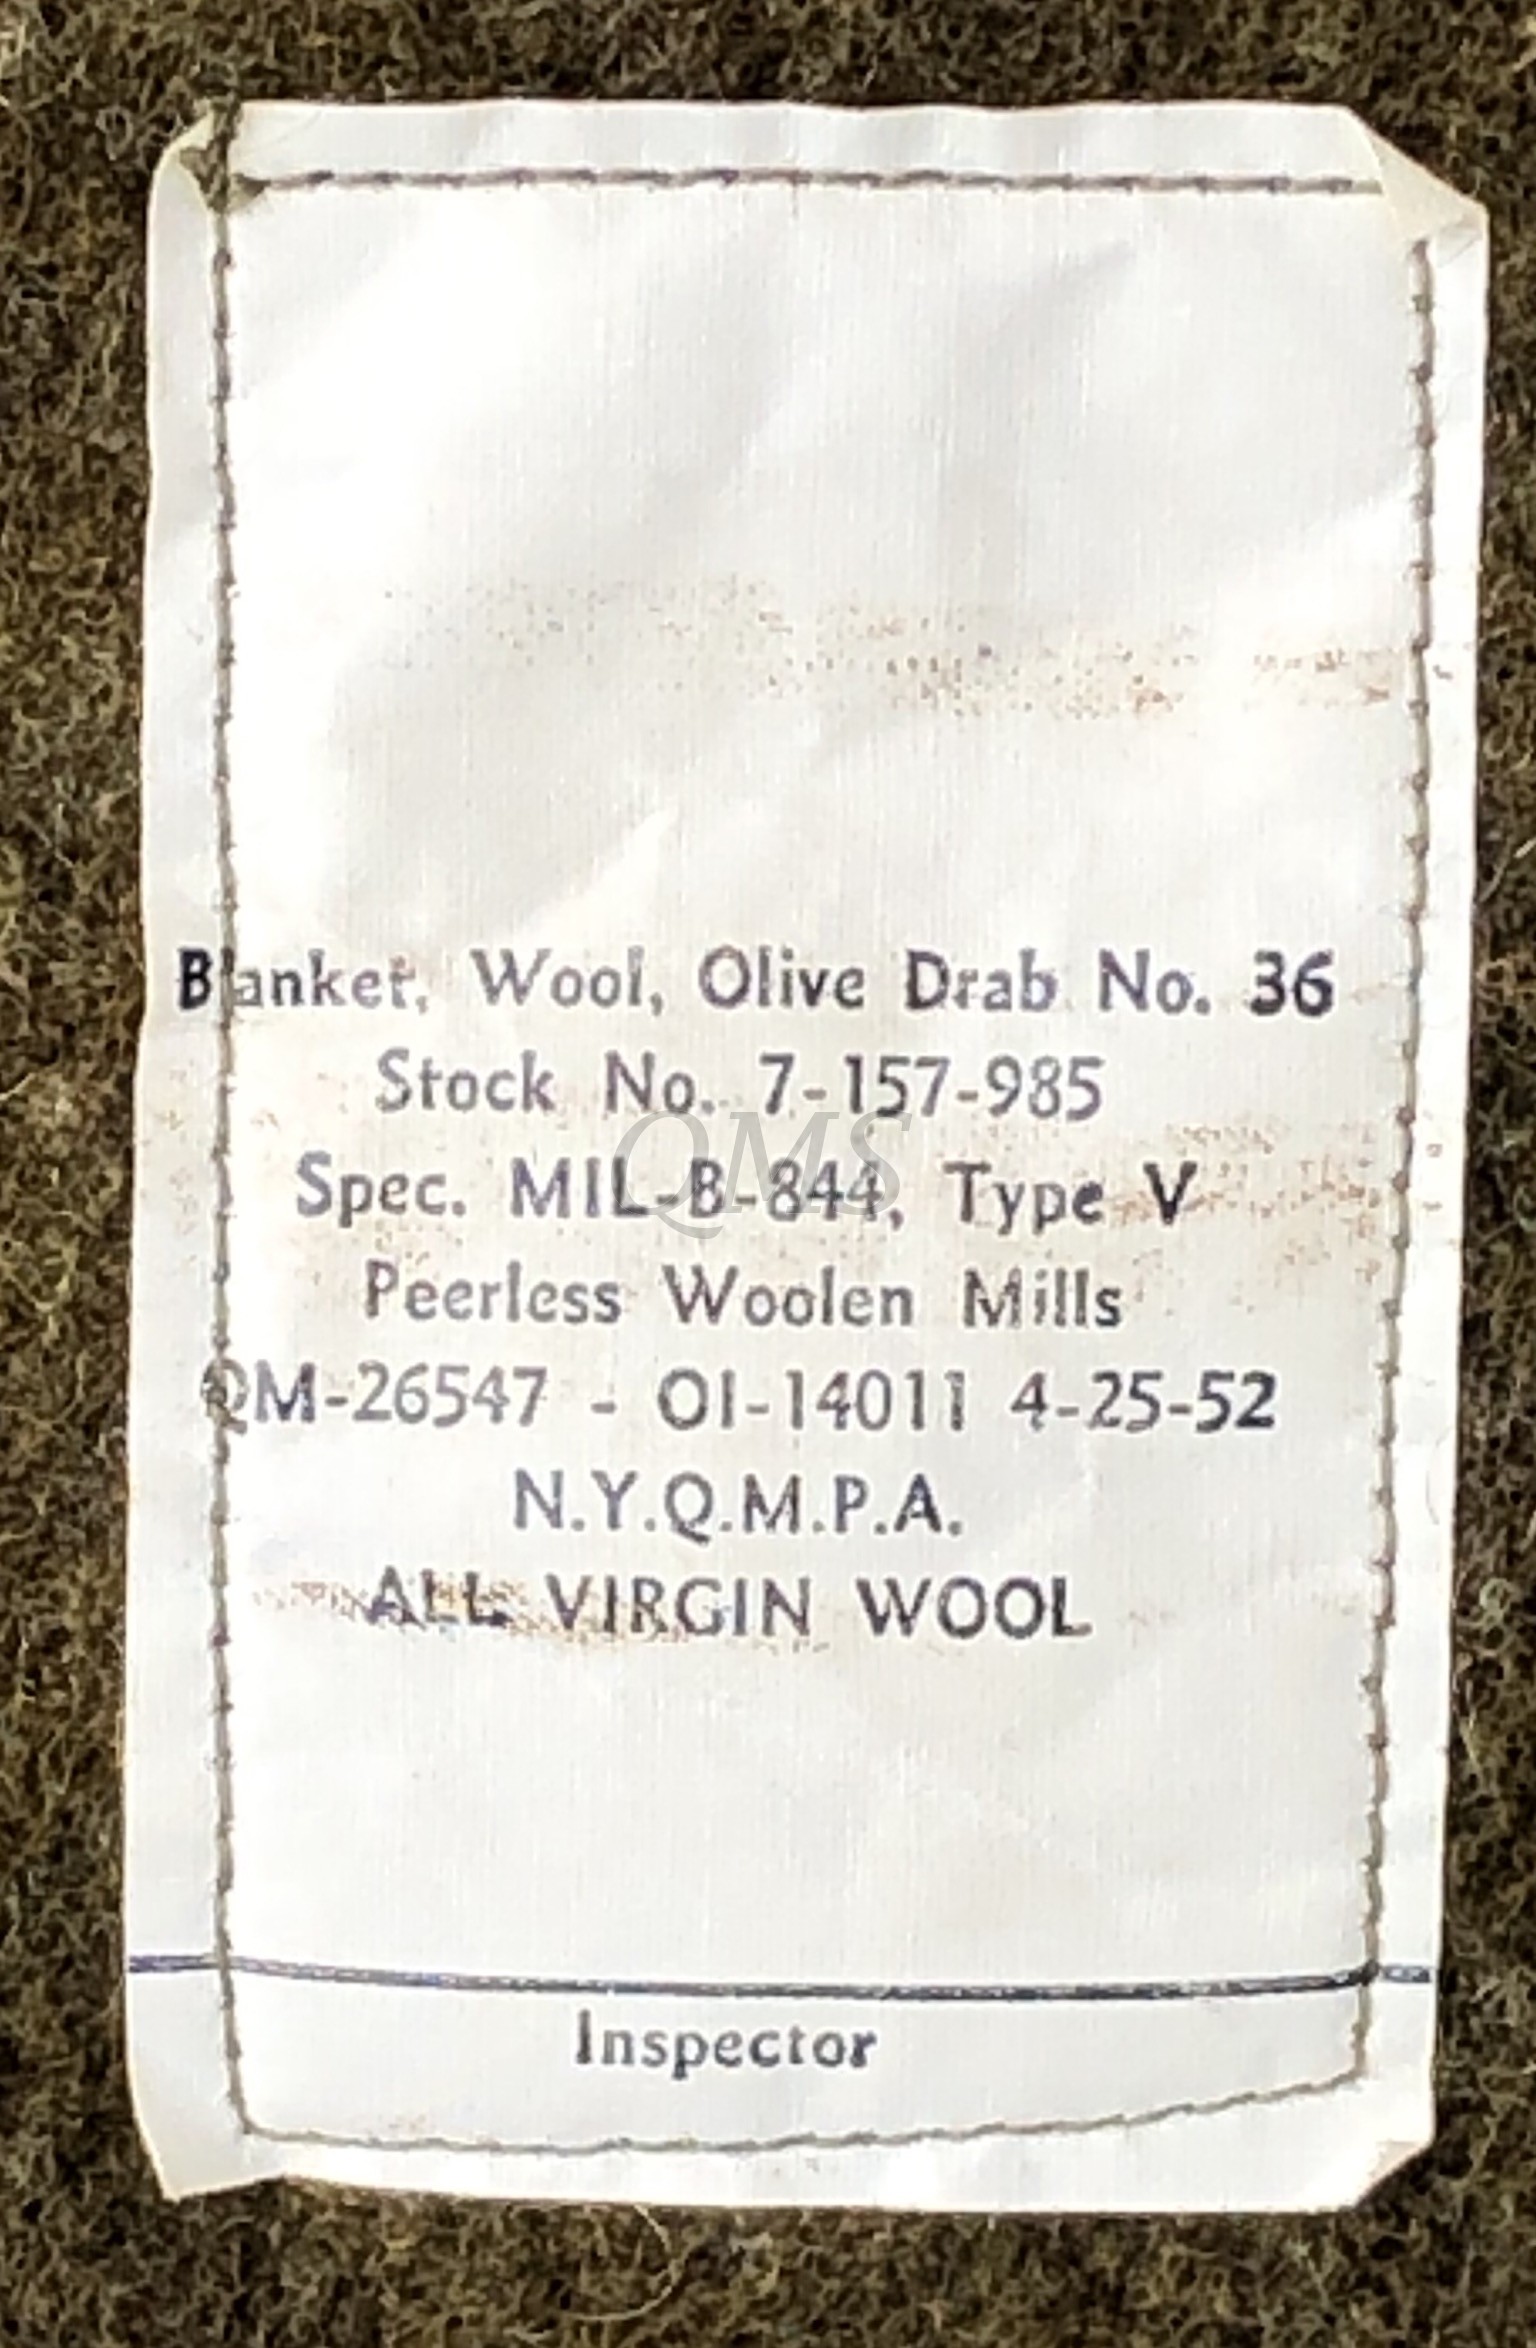 Blanket, Wool, Olive Drab No. 36
Stock No. 7-157-985
QMS
Spec. MIL-B-844, Type V
Peerless Woolen Mills
QM-26547 - OI-14011 4-25-52
N.Y.Q.M.P.A.
ALL VIRGIN WOOL
Inspector